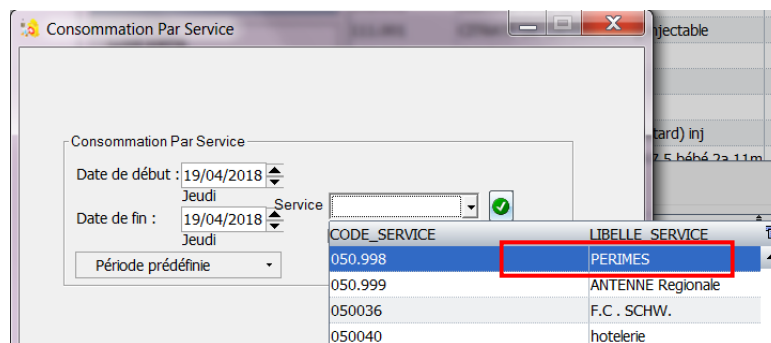 Consommation Par Service
njectable
tard) inj
7.5 bébé 2a 11m
Consommation Par Service
Date de début : 19/04/2018
Jeudi
Service
Date de fin : 19/04/2018
Jeudi
Période prédéfinie
CODE_SERVICE LIBELLE_SERVICE
050.998 PERIMES
050.999 ANTENNE Regionale
050036 F.C . SCHW.
050040 hotelerie